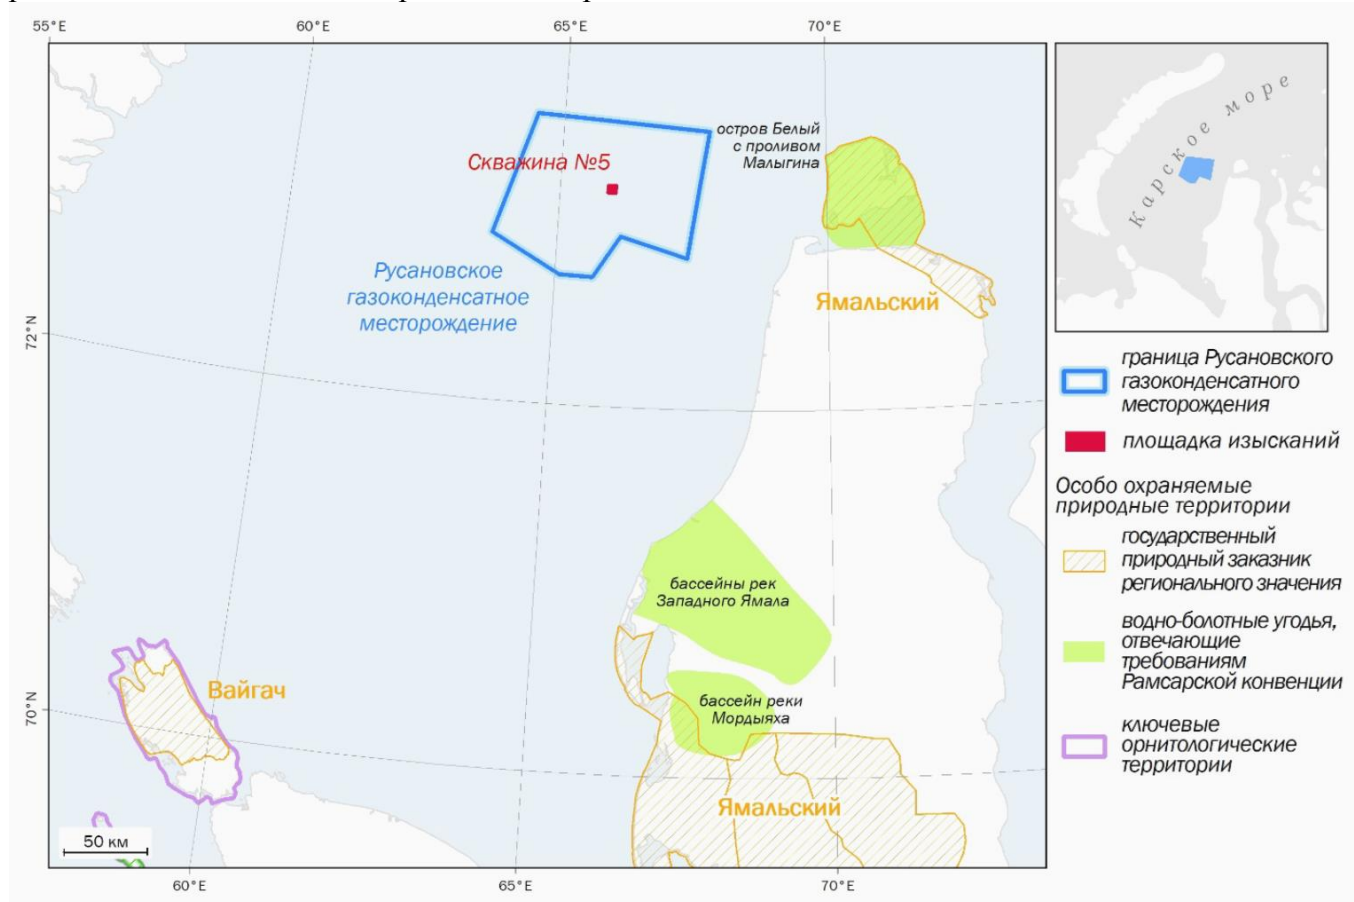 55°E
60°E
65°E
70°E
остров Белый
с проливом
Малыгина
Скважина №5
Русановское
газоконденсатное
месторождение
Ямальский
72°N
бассейны рек
Западного Ямала
Вайгач
бассейн реки
Мордыяха
70°N
Ямальский
50 км
60°E
65°E
70°E
Карское море
граница Русановского
газоконденсатного
месторождения
площадка изысканий
Особо охраняемые
природные территории
государственный
природный заказник
регионального значения
водно-болотные угодья,
отвечающие
требованиям
Рамсарской конвенции
ключевые
орнитологические
территории